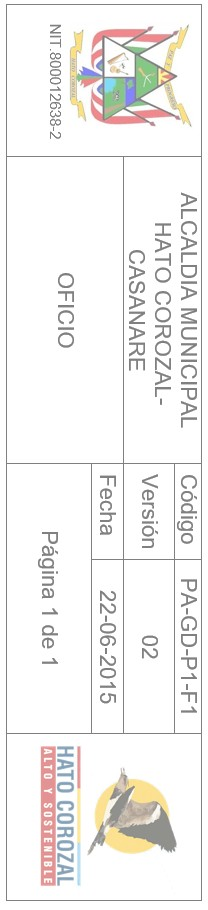 NIT.800012638-2
ALCALDIA MUNICIPAL
HATO COROZAL-
CASANARE
OFICIO
Código PA-GD-P1-F1
Versión 02
Fecha 22-06-2015
Página 1 de 1
HATO COROZAL
ALTO Y SOSTENIBLE